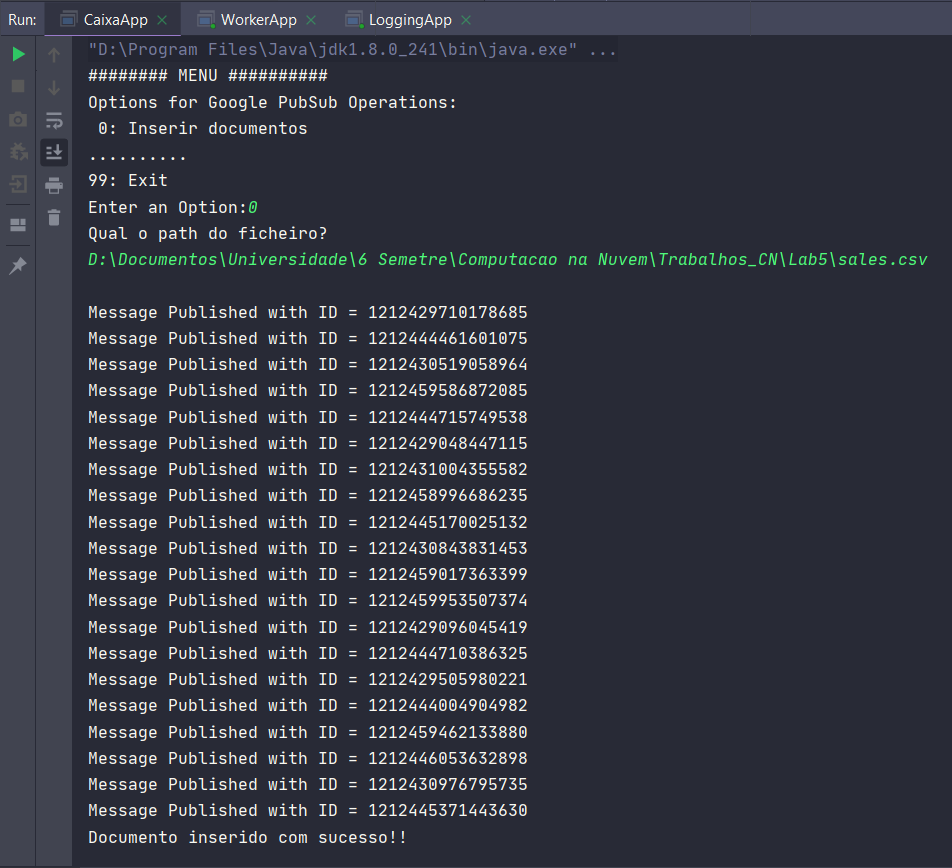 Run: CaixaApp × WorkerApp × LoggingApp ×
"D:\Program Files\Java\jdk1.8.0_241\bin\java.exe" ...
######## MENU ##########
Options for Google PubSub Operations:
 0: Inserir documentos
..........
99: Exit
Enter an Option:0
Qual o path do ficheiro?
D:\Documentos\Universidade\6 Semetre\Computacao na Nuvem\Trabalhos_CN\Lab5\sales.csv
Message Published with ID = 1212429710178685
Message Published with ID = 1212444461601075
Message Published with ID = 1212430519058964
Message Published with ID = 1212459586872085
Message Published with ID = 1212444715749538
Message Published with ID = 1212429048447115
Message Published with ID = 1212431004355582
Message Published with ID = 1212458996686235
Message Published with ID = 1212445170025132
Message Published with ID = 1212430843831453
Message Published with ID = 1212459017363399
Message Published with ID = 1212459953507374
Message Published with ID = 1212429096045419
Message Published with ID = 1212444710386325
Message Published with ID = 1212429505980221
Message Published with ID = 1212444004904982
Message Published with ID = 1212459462133880
Message Published with ID = 1212446053632898
Message Published with ID = 1212430976795735
Message Published with ID = 1212445371443630
Documento inserido com sucesso!!